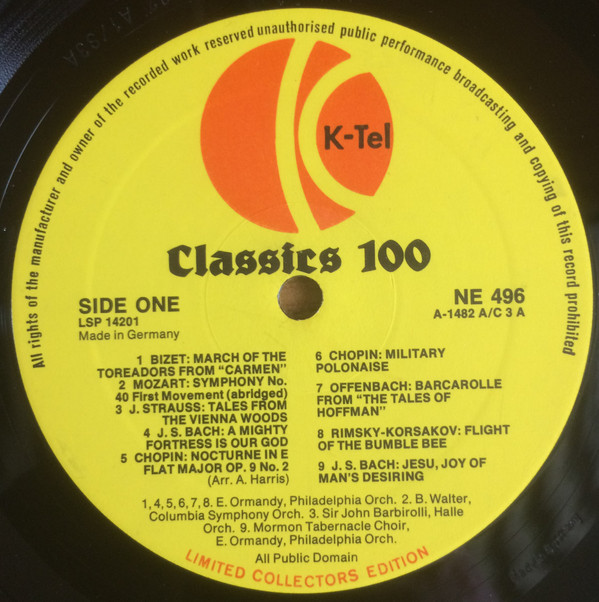 All rights of the manufacturer and owner of the recorded work reserved unauthorised public performance broadcasting and copying of this record prohibited
K-Tel
Classics 100
SIDE ONE
LSP 14201
Made in Germany
NE 496
A-1482 A/C 3 A
1 BIZET: MARCH OF THE
TOREADORS FROM “CARMEN”
2 MOZART: SYMPHONY No.
40 First Movement (abridged)
3 J. STRAUSS: TALES FROM
THE VIENNA WOODS
4 J. S. BACH: A MIGHTY
FORTRESS IS OUR GOD
5 CHOPIN: NOCTURNE IN E
FLAT MAJOR OP. 9 No. 2
(Arr. A. Harris)
6 CHOPIN: MILITARY
POLONAISE
7 OFFENBACH: BARCAROLLE
FROM “THE TALES OF
HOFFMAN”
8 RIMSKY-KORSAKOV: FLIGHT
OF THE BUMBLE BEE
9 J. S. BACH: JESU, JOY OF
MAN’S DESIRING
1, 4, 5, 6, 7, 8. E. Ormandy, Philadelphia Orch. 2. B. Walter,
Columbia Symphony Orch. 3. Sir John Barbirolli, Halle
Orch. 9. Mormon Tabernacle Choir,
E. Ormandy, Philadelphia Orch.
All Public Domain
LIMITED COLLECTORS EDITION